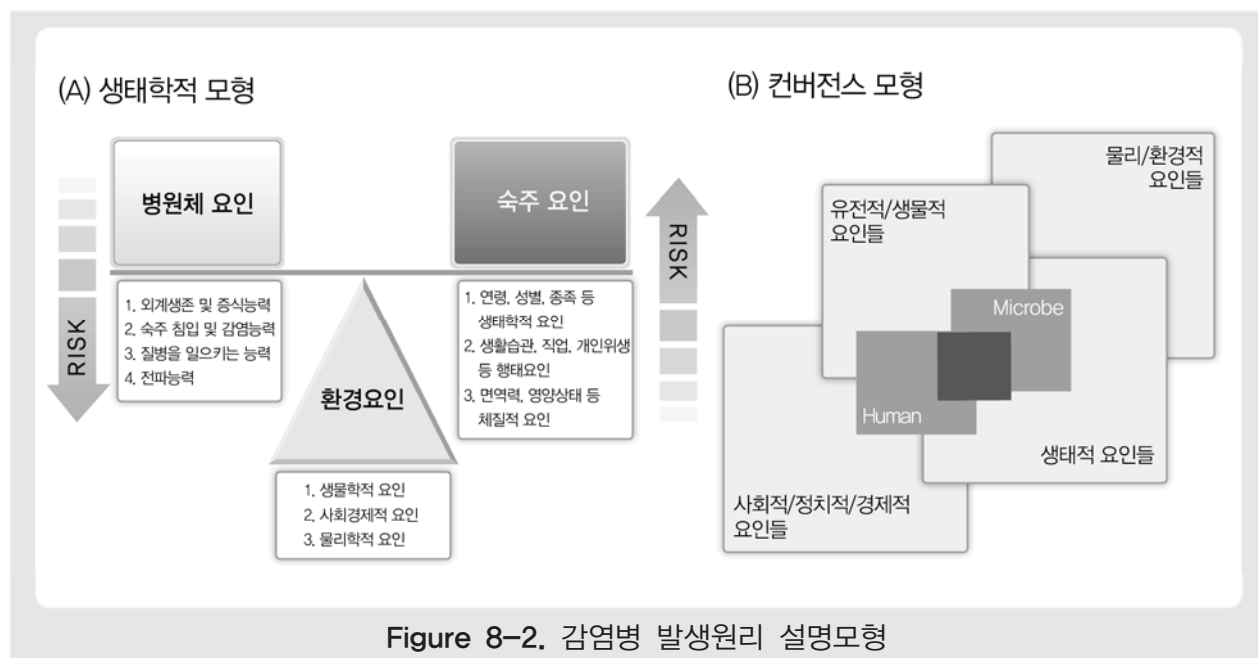 (A) 생태학적 모형
병원체 요인
숙주 요인
RISK
RISK
1. 외계생존 및 증식능력
2. 숙주 침입 및 감염능력
3. 질병을 일으키는 능력
4. 전파능력
환경요인
1. 연령, 성별, 종족 등
생태학적 요인
2. 생활습관, 직업, 개인위생
등 행태요인
3. 면역력, 영양상태 등
체질적 요인
1. 생물학적 요인
2. 사회경제적 요인
3. 물리학적 요인
(B) 컨버전스 모형
물리/환경적
요인들
유전적/생물적
요인들
Microbe
Human
생태적 요인들
사회적/정치적/경제적
요인들
Figure 8-2. 감염병 발생원리 설명모형